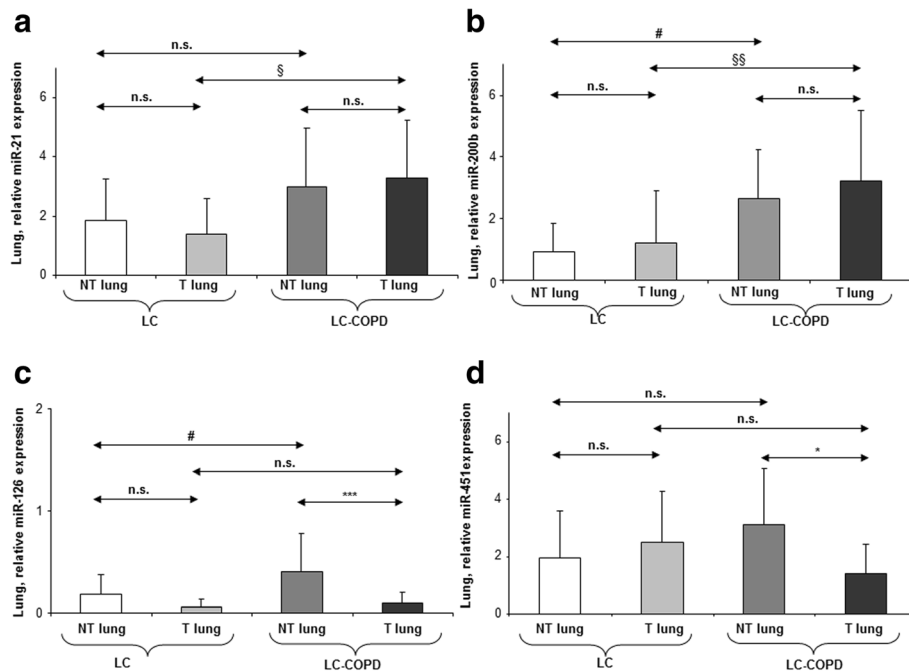 a
n.s.
§
n.s.
n.s.
Lung, relative miR-21 expression
6
4
2
0
NT lung T lung NT lung T lung
LC LC-COPD
b
#
§§
n.s.
n.s.
Lung, relative miR-200b expression
6
4
2
0
NT lung T lung NT lung T lung
LC LC-COPD
c
#
n.s.
n.s.
***
Lung, relative miR-126 expression
2
1
0
NT lung T lung NT lung T lung
LC LC-COPD
d
n.s.
n.s.
n.s.
*
Lung, relative miR-451expression
6
4
2
0
NT lung T lung NT lung T lung
LC LC-COPD